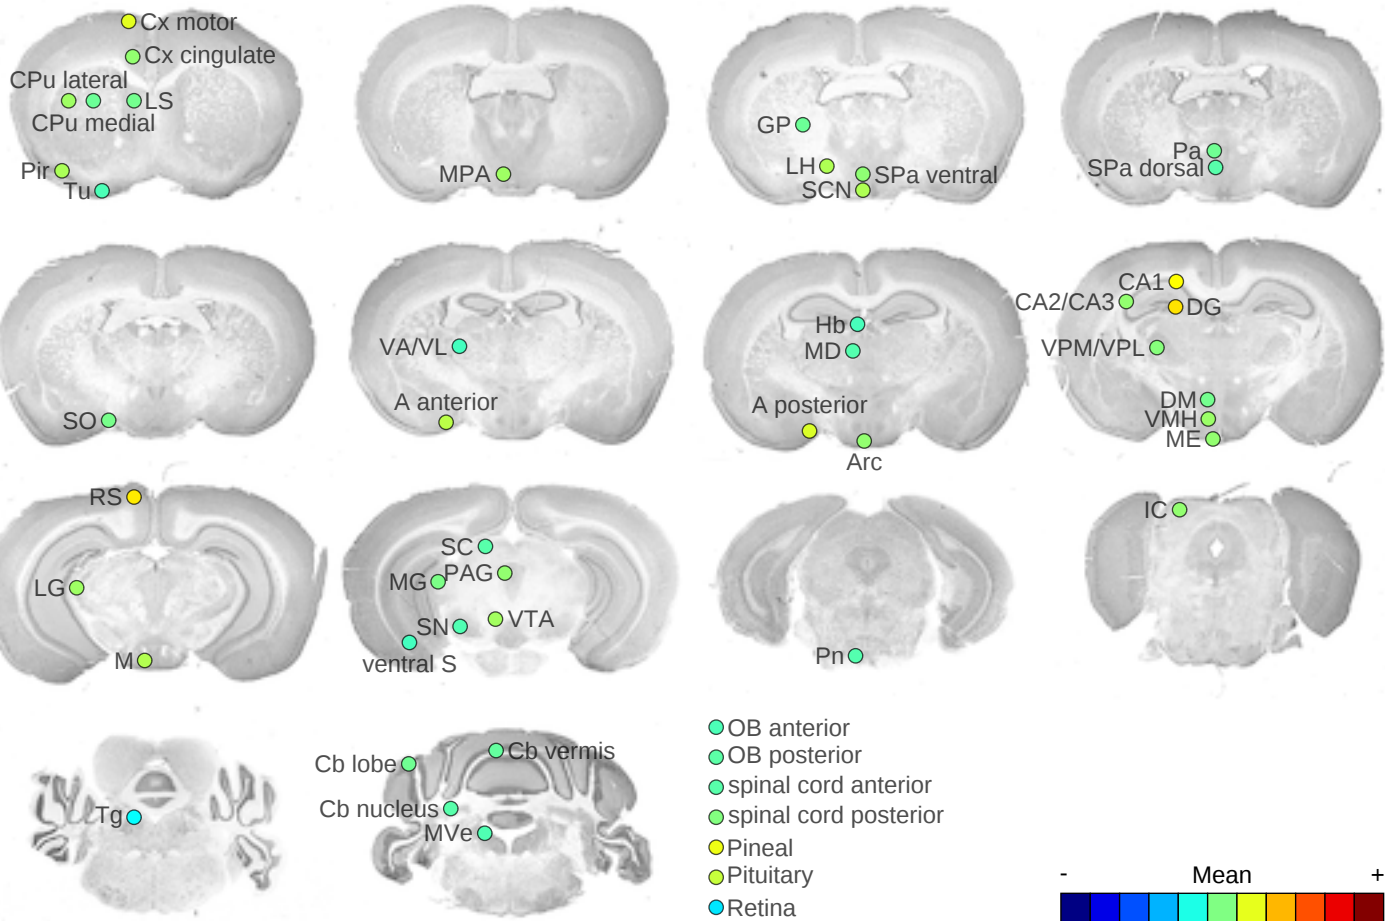 Cx motor
Cx cingulate
CPu lateral
LS
CPu medial
Pir
Tu
MPA
GP
LH
SPa ventral
SCN
Pa
SPa dorsal
SO
VA/VL
A anterior
Hb
MD
A posterior
Arc
CA1
CA2/CA3
DG
VPM/VPL
DM
VMH
ME
RS
LG
M
SC
MG
PAG
SN
VTA
ventral S
Pn
IC
Tg
Cb lobe
Cb vermis
Cb nucleus
MVe
OB anterior
OB posterior
spinal cord anterior
spinal cord posterior
Pineal
Pituitary
Retina
- Mean +